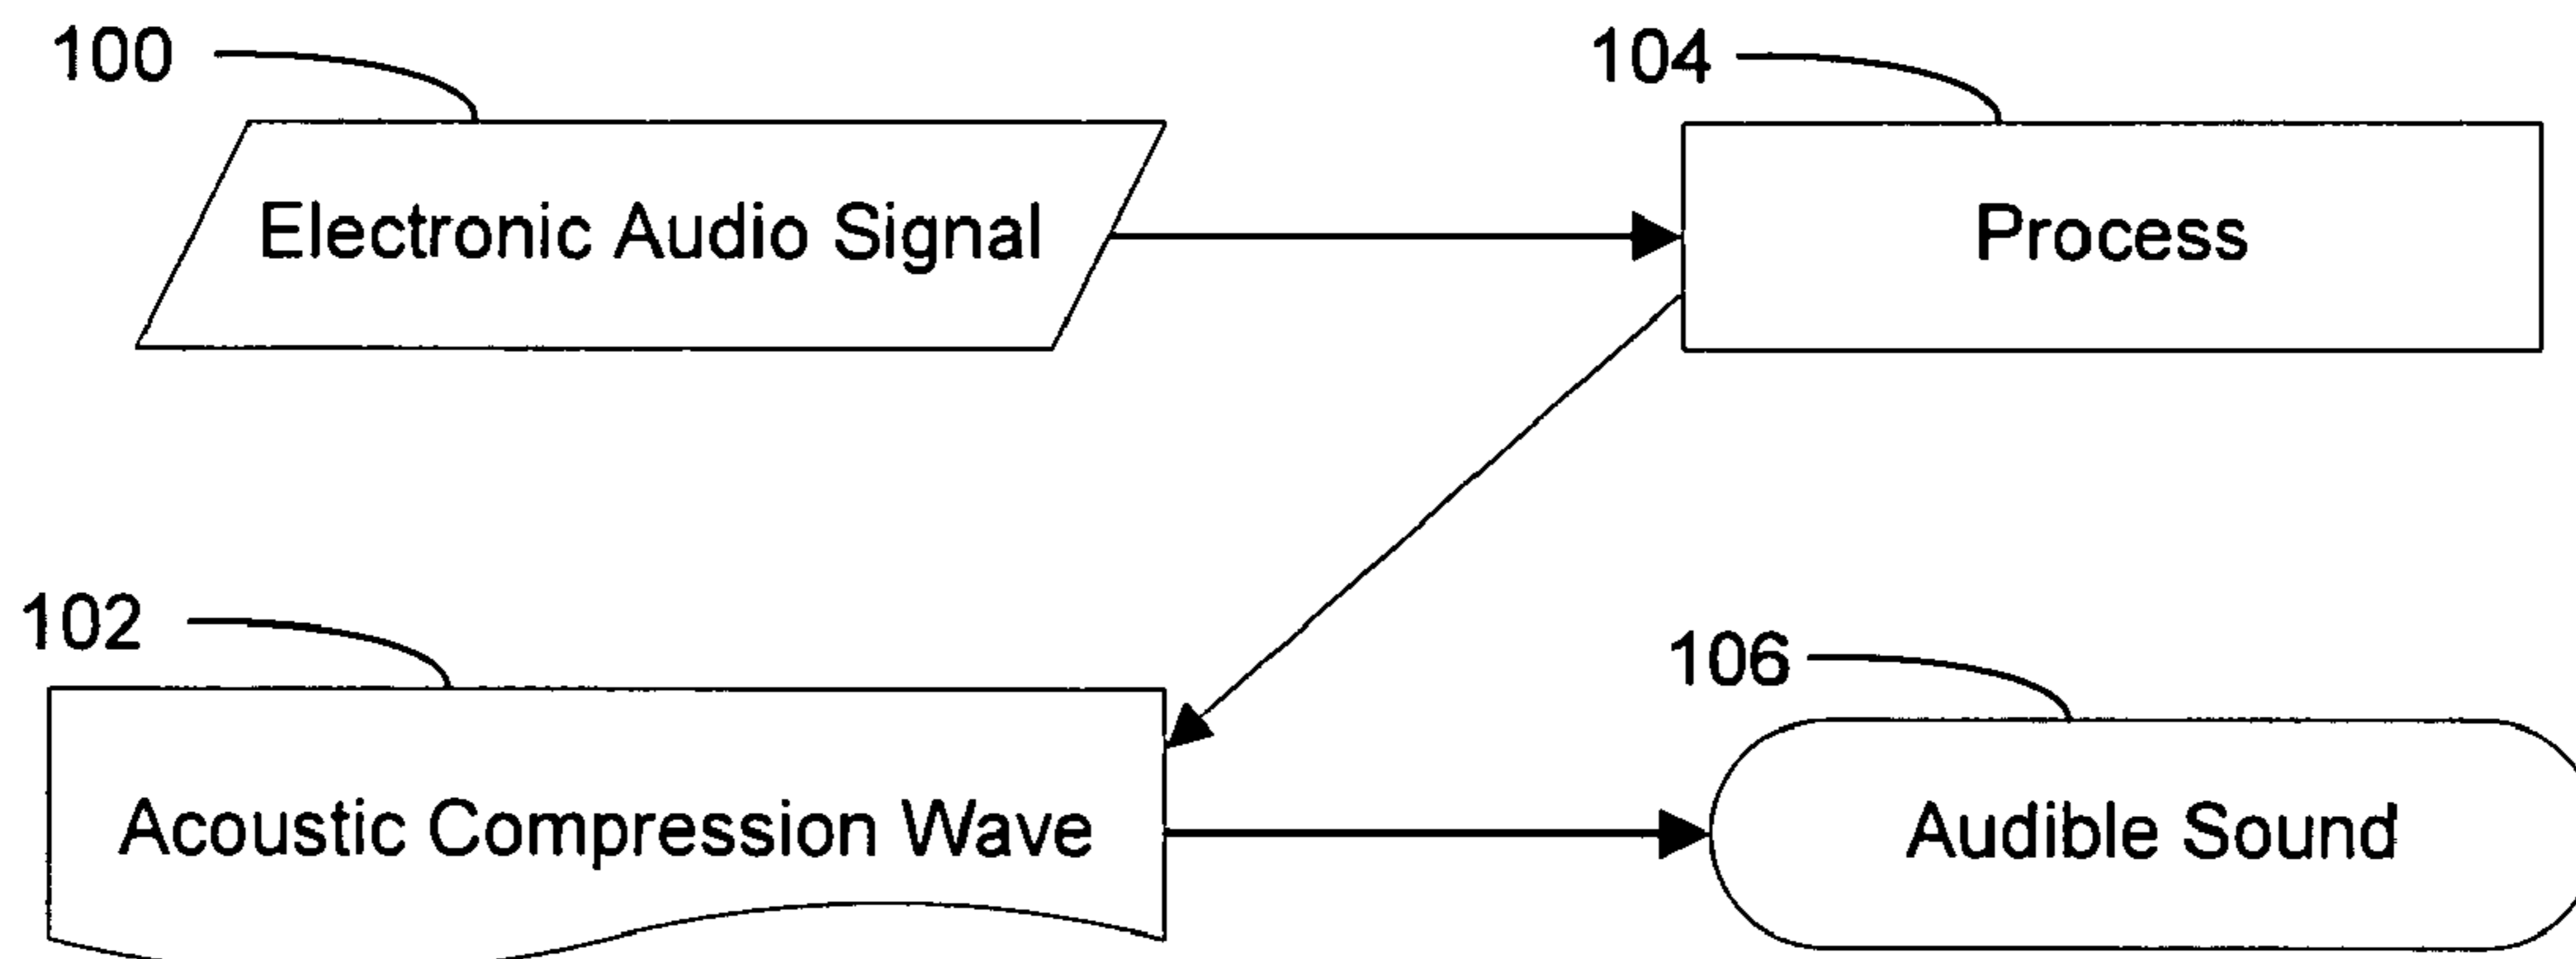 100
104
Electronic Audio Signal
Process
102
106
Acoustic Compression Wave
Audible Sound